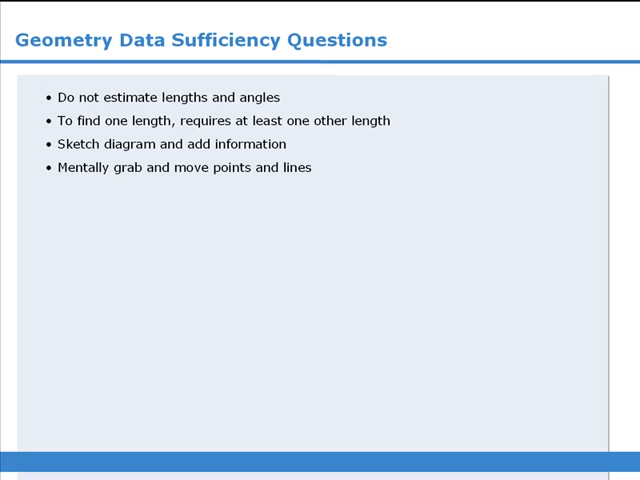 Geometry Data Sufficiency Questions
• Do not estimate lengths and angles
• To find one length, requires at least one other length
• Sketch diagram and add information
• Mentally grab and move points and lines